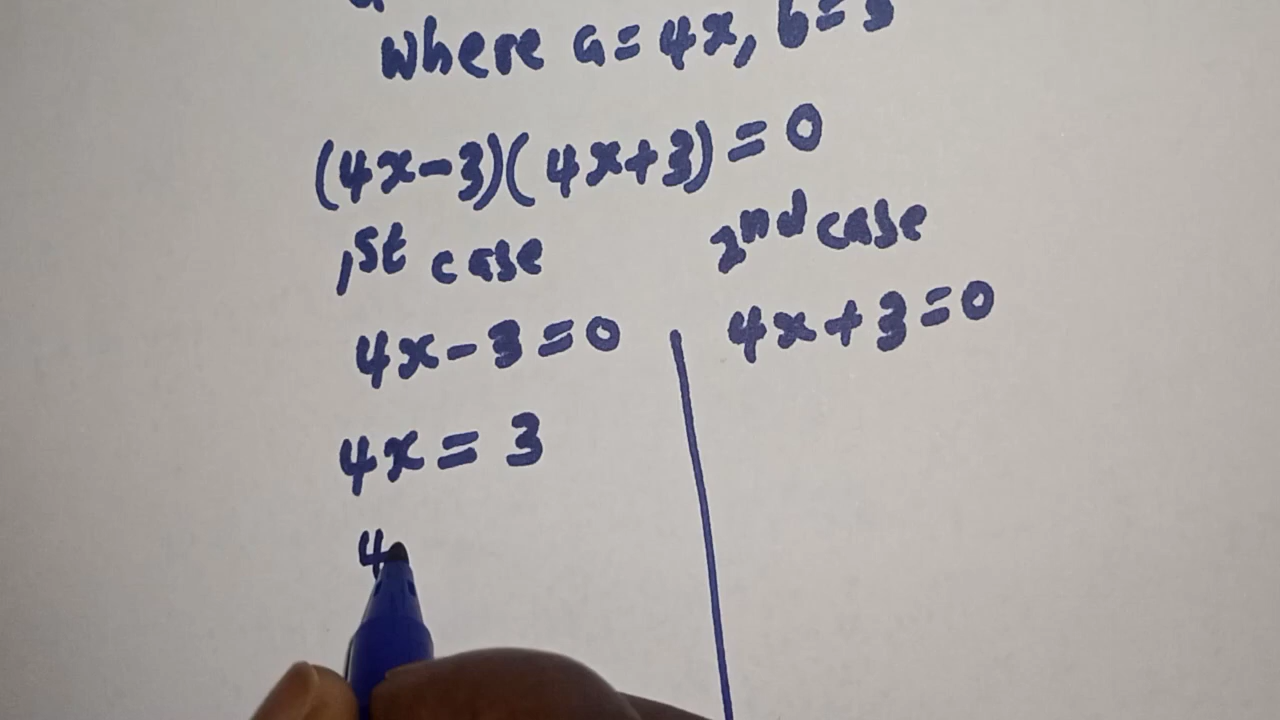 where a=4x, b=3
(4x-3)(4x+3)=0
1st case
2nd case
4x-3=0
4x+3=0
4x=3
4